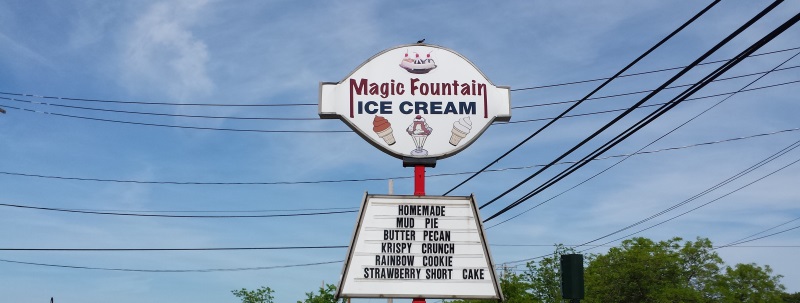 Magic Fountain
ICE CREAM
HOMEMADE
MUD PIE
BUTTER PECAN
KRISPY CRUNCH
RAINBOW COOKIE
STRAWBERRY SHORT CAKE